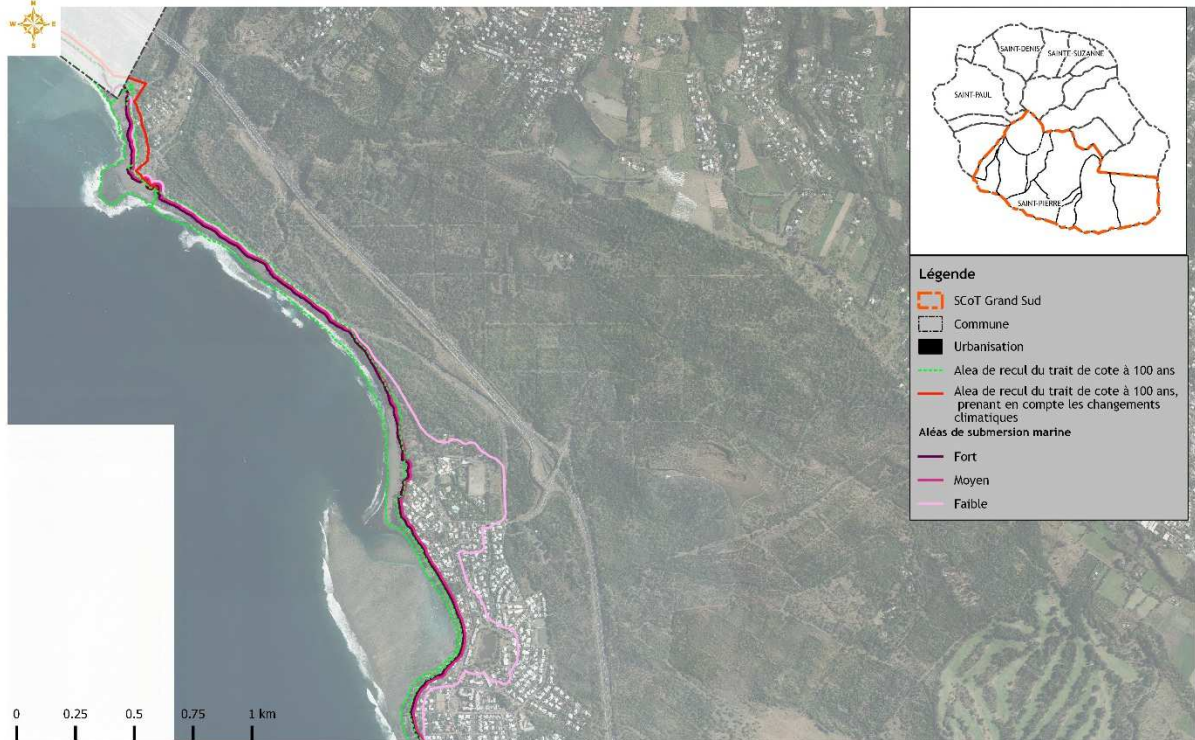 N
W E
S
SAINT-DENIS
SAINTE-SUZANNE
SAINT-PAUL
SAINT-PIERRE
Légende
SCoT Grand Sud
Commune
Urbanisation
Alea de recul du trait de cote à 100 ans
Alea de recul du trait de cote à 100 ans,
prenant en compte les changements
climatiques
Aléas de submersion marine
Fort
Moyen
Faible
0 0.25 0.5 0.75 1 km